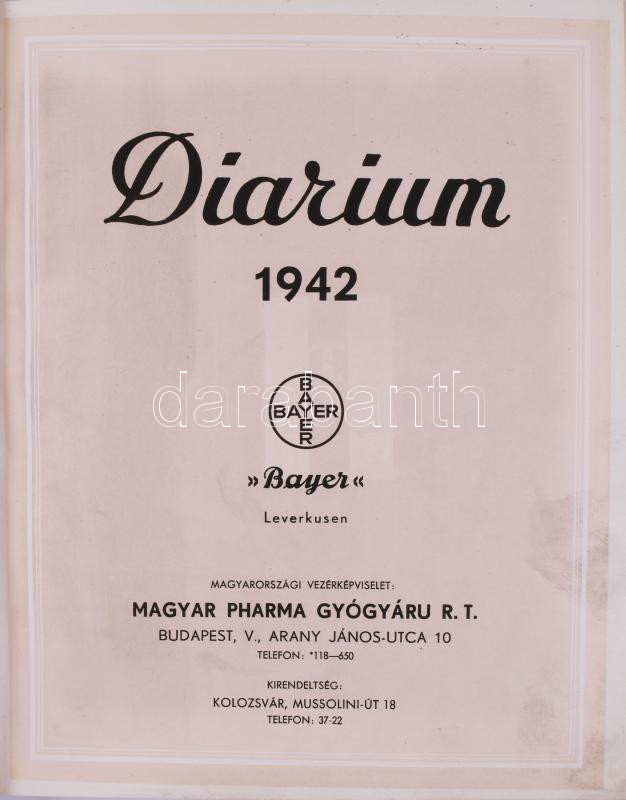 Diarium
1942
BAYER
BAYER
darabanth
»Bayer«
Leverkusen
MAGYARORSZÁGI VEZÉRKÉPVISELET:
MAGYAR PHARMA GYÓGYÁRU R. T.
BUDAPEST, V., ARANY JÁNOS-UTCA 10
TELEFON: *118—650
KIRENDELTSÉG:
KOLOZSVÁR, MUSSOLINI-ÚT 18
TELEFON: 37-22